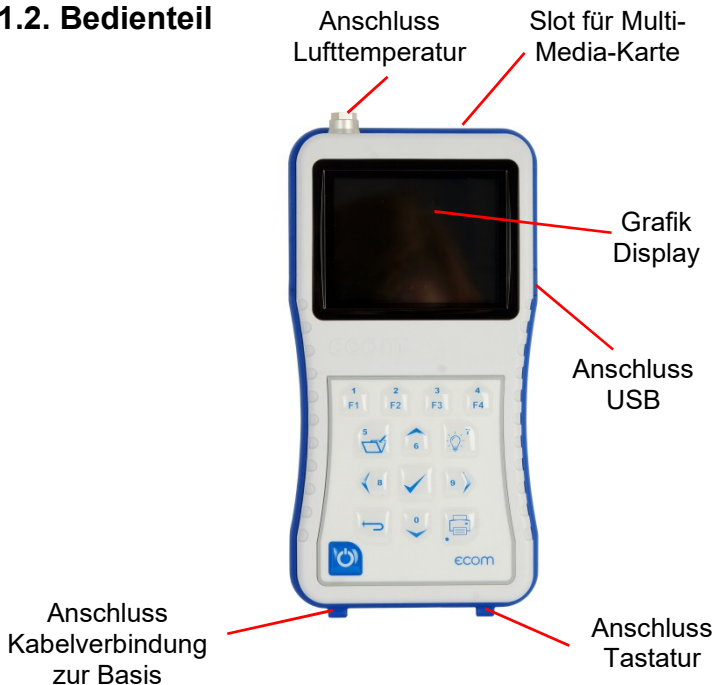 1.2. Bedienteil
Anschluss
Lufttemperatur
Slot für Multi-
Media-Karte
Grafik
Display
Anschluss
USB
ecom
1 2 3 4
F1 F2 F3 F4
5 6 7
8 9
0
ecom
Anschluss
Kabelverbindung
zur Basis
Anschluss
Tastatur